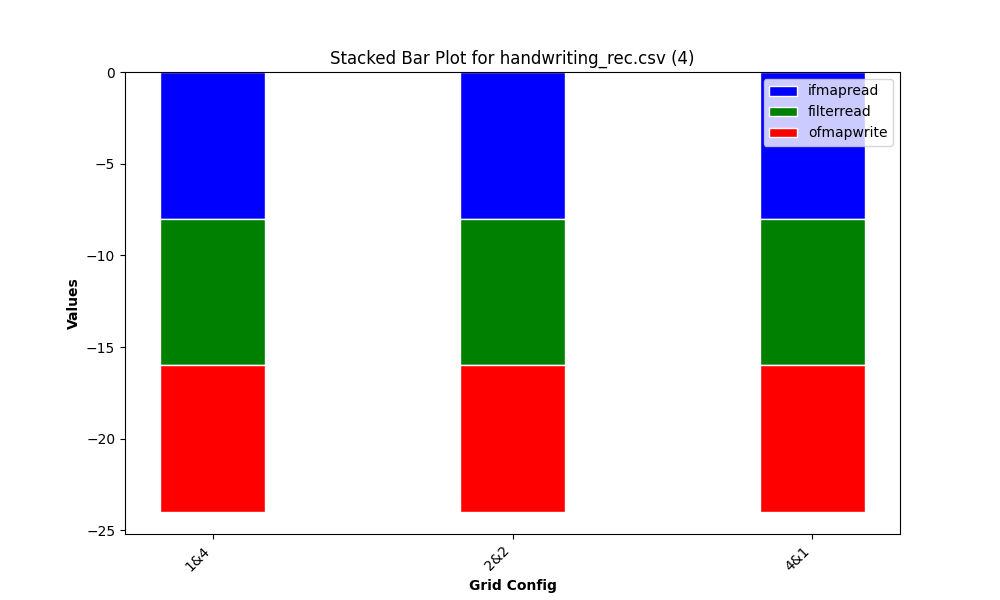 Stacked Bar Plot for handwriting_rec.csv (4)
ifmapread
filterread
ofmapwrite
0
−5
−10
−15
−20
−25
Values
1&4
2&2
4&1
Grid Config